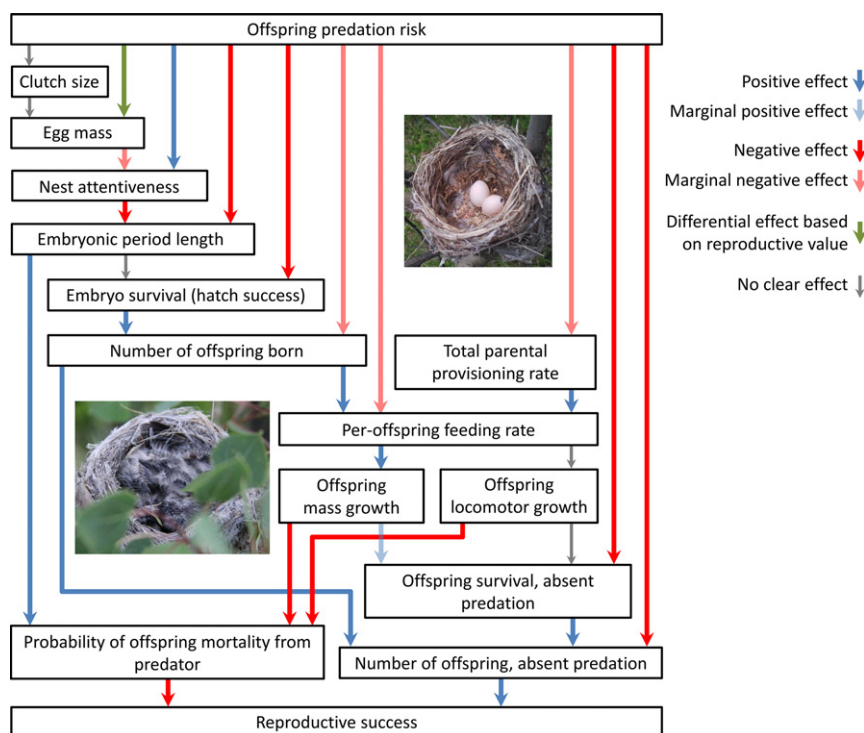 Offspring predation risk
Clutch size
Egg mass
Nest attentiveness
Embryonic period length
Embryo survival (hatch success)
Number of offspring born
Total parental
provisioning rate
Per-offspring feeding rate
Offspring
mass growth
Offspring
locomotor growth
Offspring survival, absent
predation
Probability of offspring mortality from
predator
Number of offspring, absent predation
Reproductive success
Positive effect
Marginal positive effect
Negative effect
Marginal negative effect
Differential effect based
on reproductive value
No clear effect